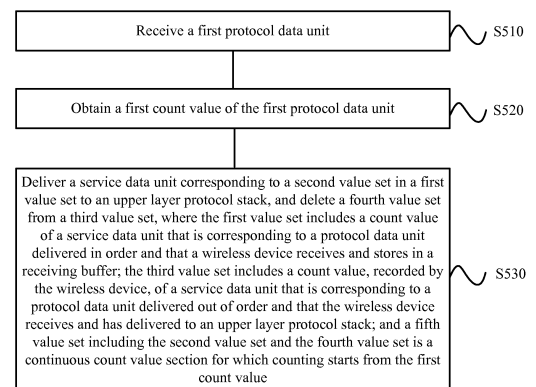 Receive a first protocol data unit
S510
Obtain a first count value of the first protocol data unit
S520
Deliver a service data unit corresponding to a second value set in a first
value set to an upper layer protocol stack, and delete a fourth value set
from a third value set, where the first value set includes a count value
of a service data unit that is corresponding to a protocol data unit
delivered in order and that a wireless device receives and stores in a
receiving buffer; the third value set includes a count value, recorded by
the wireless device, of a service data unit that is corresponding to a
protocol data unit delivered out of order and that the wireless device
receives and has delivered to an upper layer protocol stack; and a fifth
value set including the second value set and the fourth value set is a
continuous count value section for which counting starts from the first
count value
S530